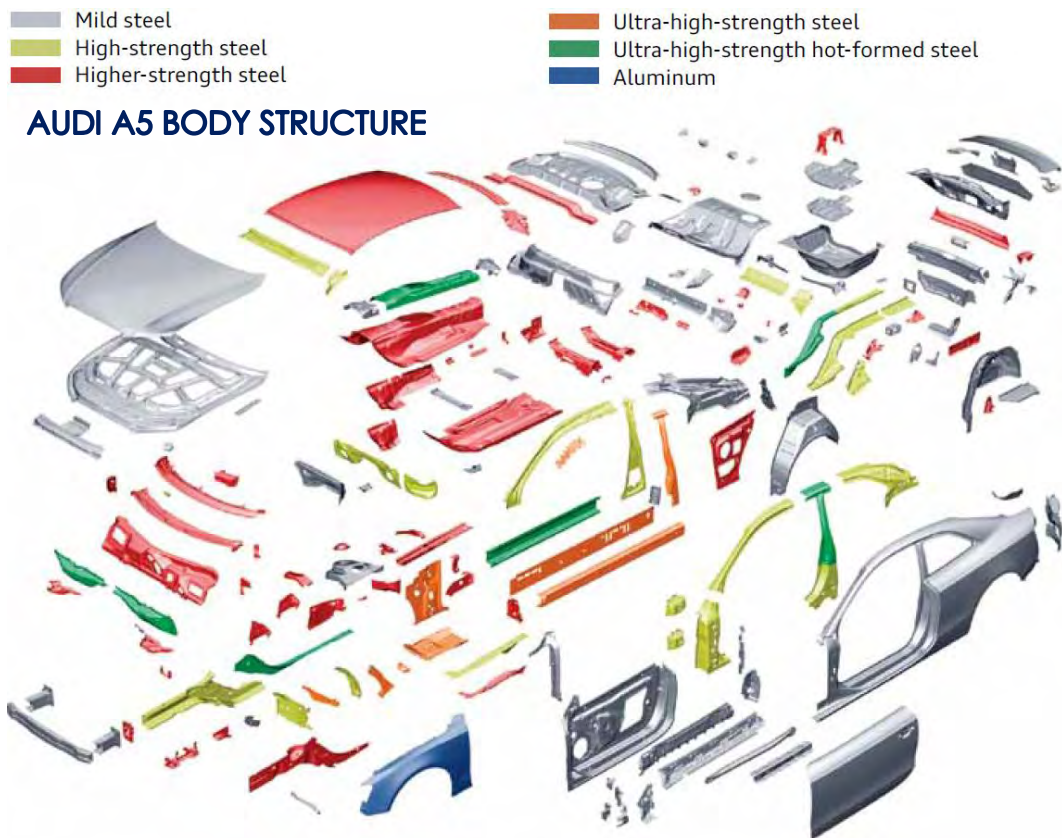 Mild steel
High-strength steel
Higher-strength steel
Ultra-high-strength steel
Ultra-high-strength hot-formed steel
Aluminum
AUDI A5 BODY STRUCTURE